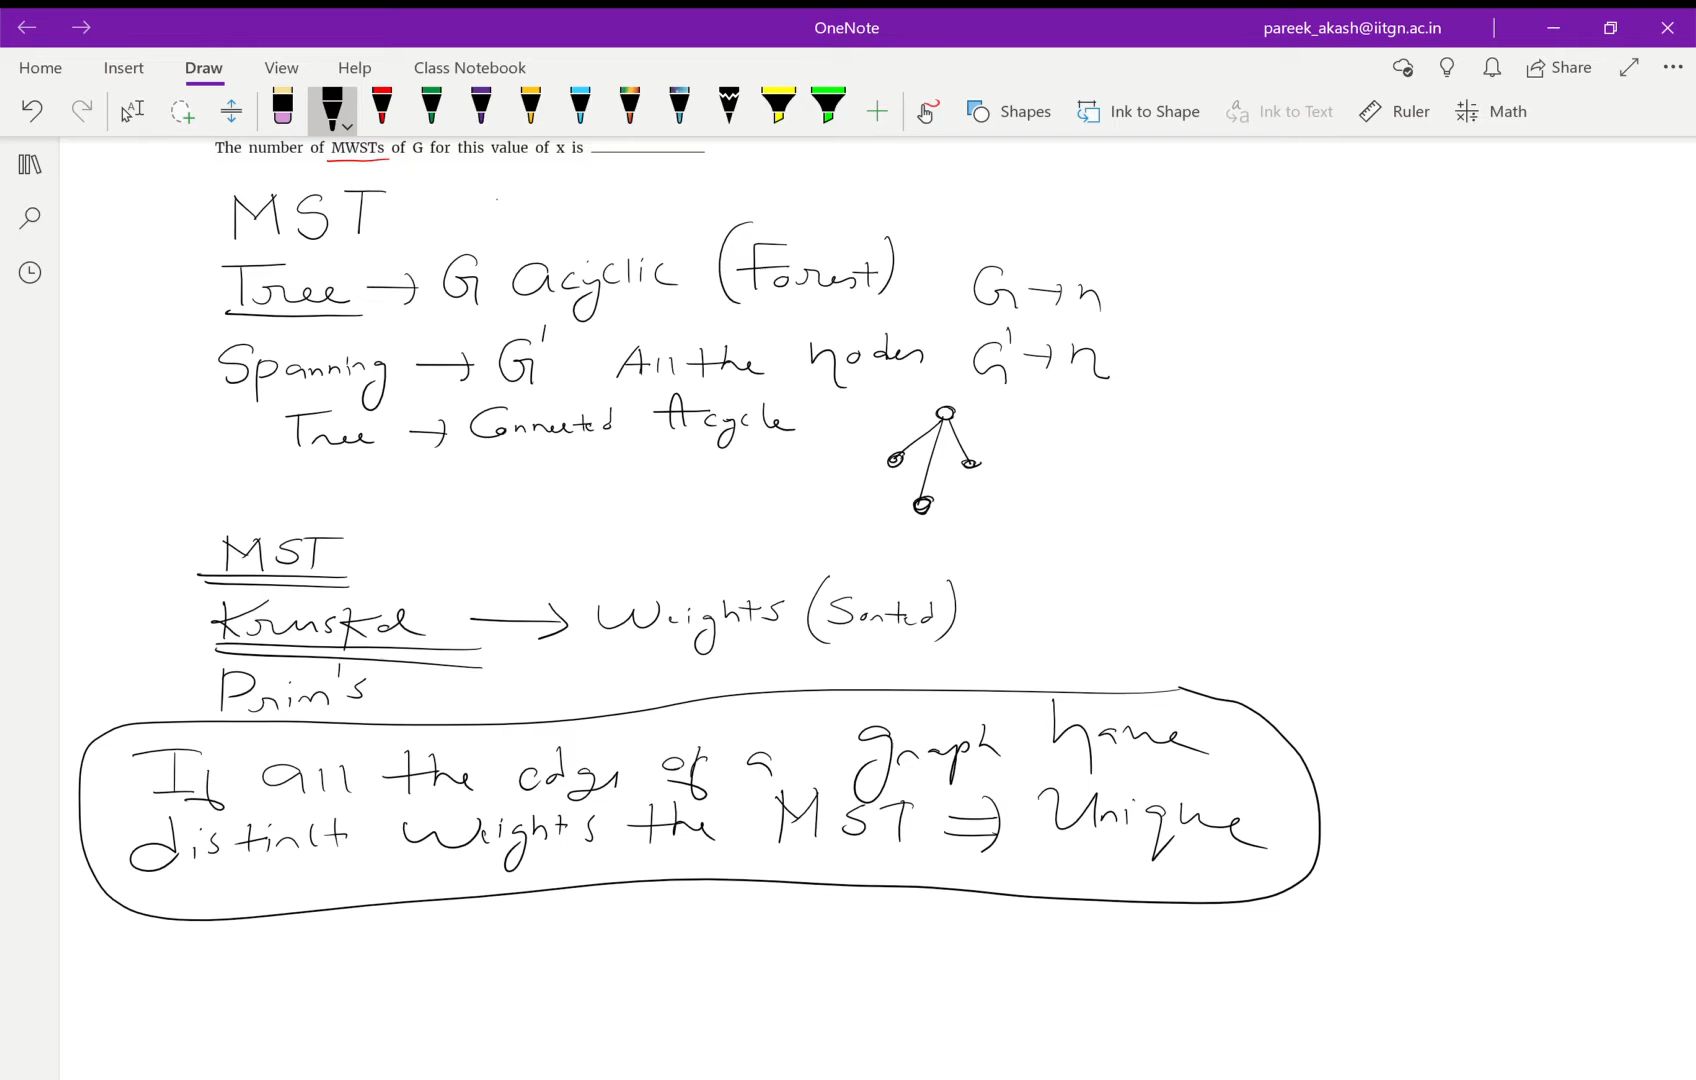 OneNote
pareek_akash@iitgn.ac.in
Home Insert Draw View Help Class Notebook
Share
Shapes Ink to Shape Ink to Text Ruler Math
The number of MWSTs of G for this value of x is ____________
MST
Tree → G Acyclic (Forest) G → n
Spanning → G' All the nodes G' → n
Tree → Connected Acycle
MST
Kruskal → Weights (Sorted)
Prim's
If all the edges of a graph have
distinct weights the MST ⇒ Unique